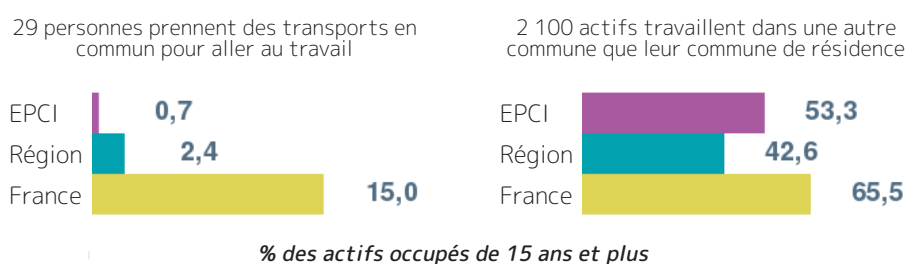 29 personnes prennent des transports en
commun pour aller au travail
EPCI 0,7
Région 2,4
France 15,0
2 100 actifs travaillent dans une autre
commune que leur commune de résidence
EPCI 53,3
Région 42,6
France 65,5
% des actifs occupés de 15 ans et plus